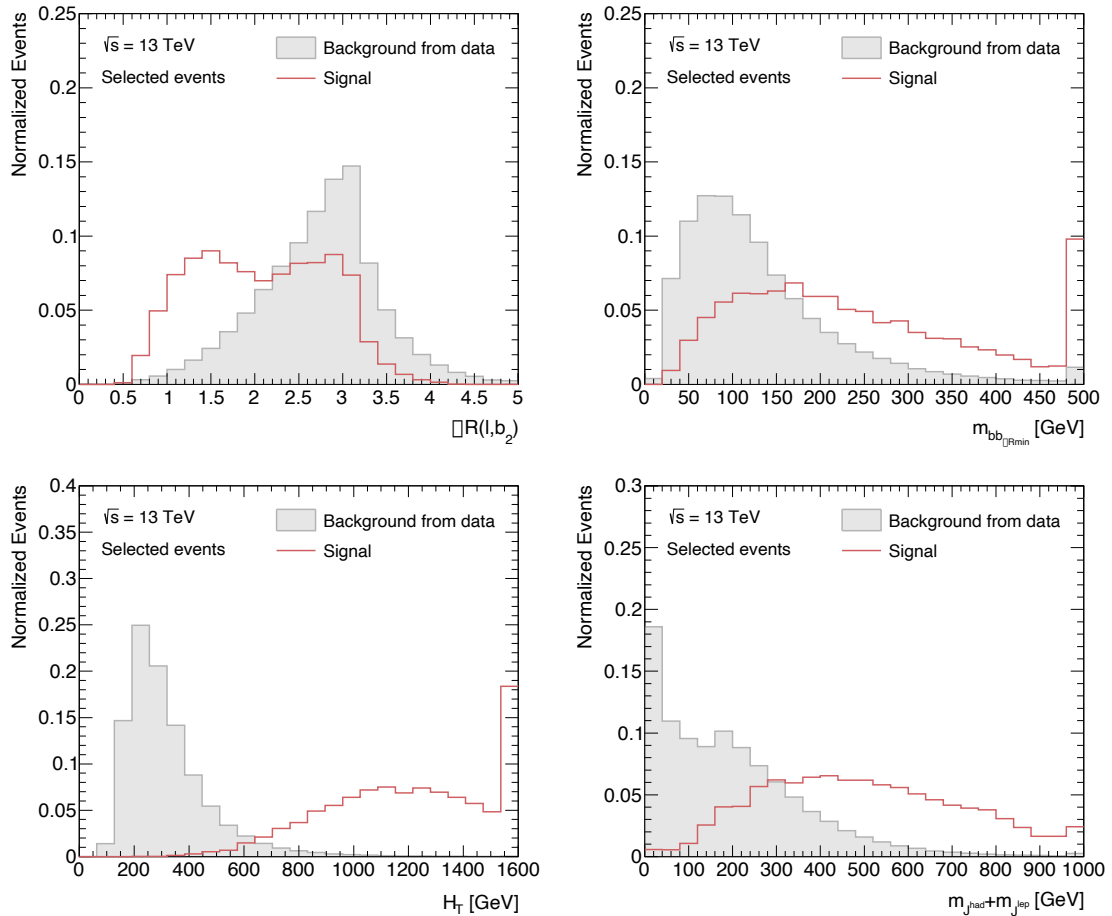 Normalized Events
0.25
0.2
0.15
0.1
0.05
0
√s = 13 TeV
Selected events
Background from data
Signal
0 0.5 1 1.5 2 2.5 3 3.5 4 4.5 5
▯R(l,b₂)
Normalized Events
0.25
0.2
0.15
0.1
0.05
0
√s = 13 TeV
Selected events
Background from data
Signal
0 50 100 150 200 250 300 350 400 450 500
m_bb_▯Rmin [GeV]
Normalized Events
0.4
0.35
0.3
0.25
0.2
0.15
0.1
0.05
0
√s = 13 TeV
Selected events
Background from data
Signal
0 200 400 600 800 1000 1200 1400 1600
H_T [GeV]
Normalized Events
0.3
0.25
0.2
0.15
0.1
0.05
0
√s = 13 TeV
Selected events
Background from data
Signal
0 100 200 300 400 500 600 700 800 900 1000
m_J^had+m_J^lep [GeV]